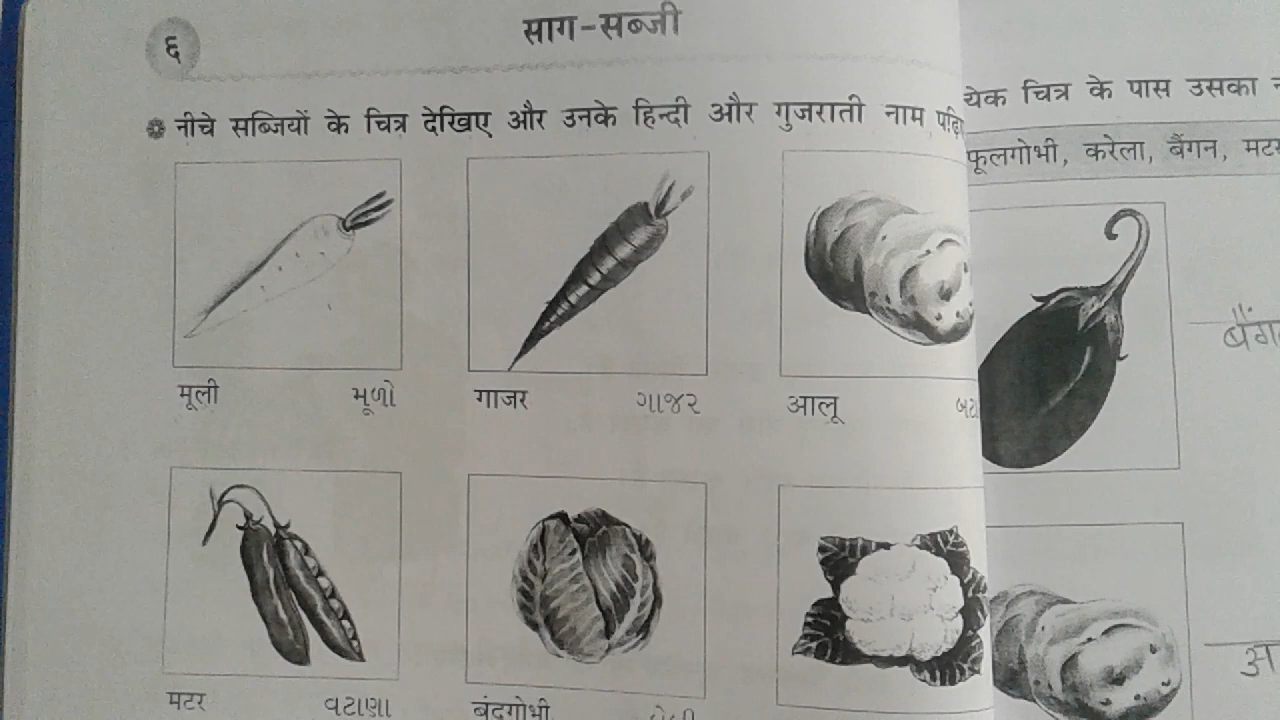 ६
साग-सब्जी
नीचे सब्जियों के चित्र देखिए और उनके हिन्दी और गुजराती नाम
मूली મૂળો
गाजर ગાજર
आलू
मटर વટાણા
बंदगोभी
चित्र के पास उसका
फूलगोभी, करेला, बैंगन,